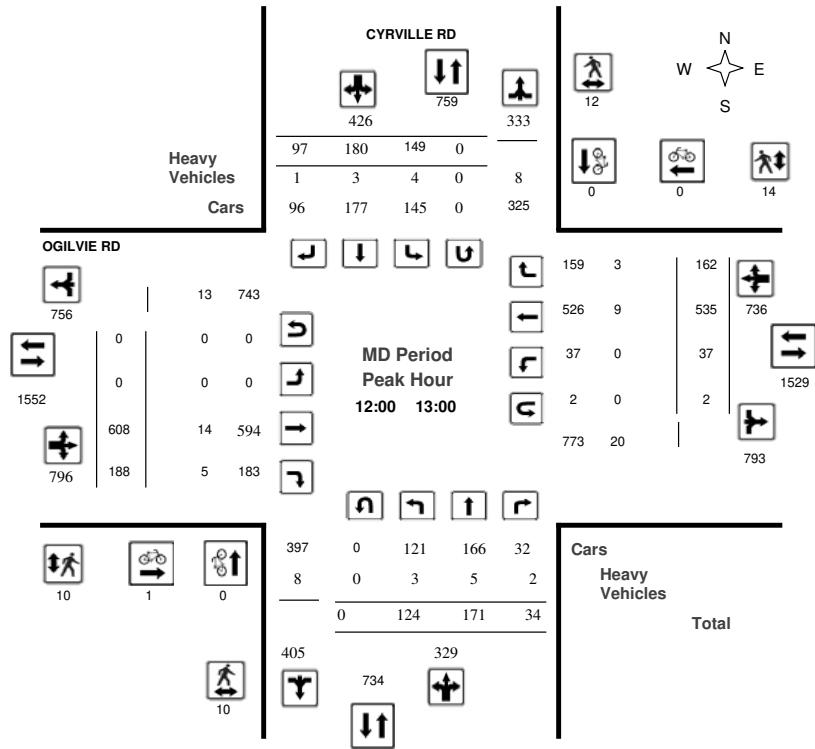 CYRVILLE RD
N
W E
S
759
12
426 333
97 180 149 0
Heavy
Vehicles
1 3 4 0 8
Cars
96 177 145 0 325
0 0 14
OGILVIE RD
756
13 743
0 0 0
1552
0 0 0
608 14 594
796
188 5 183
MD Period
Peak Hour
12:00 13:00
159 3 162
526 9 535
736
37 0 37
1529
2 0 2
773 20
793
397 0 121 166 32
8 0 3 5 2
0 124 171 34
Cars
Heavy
Vehicles
Total
10 1 0
405 329
734
10